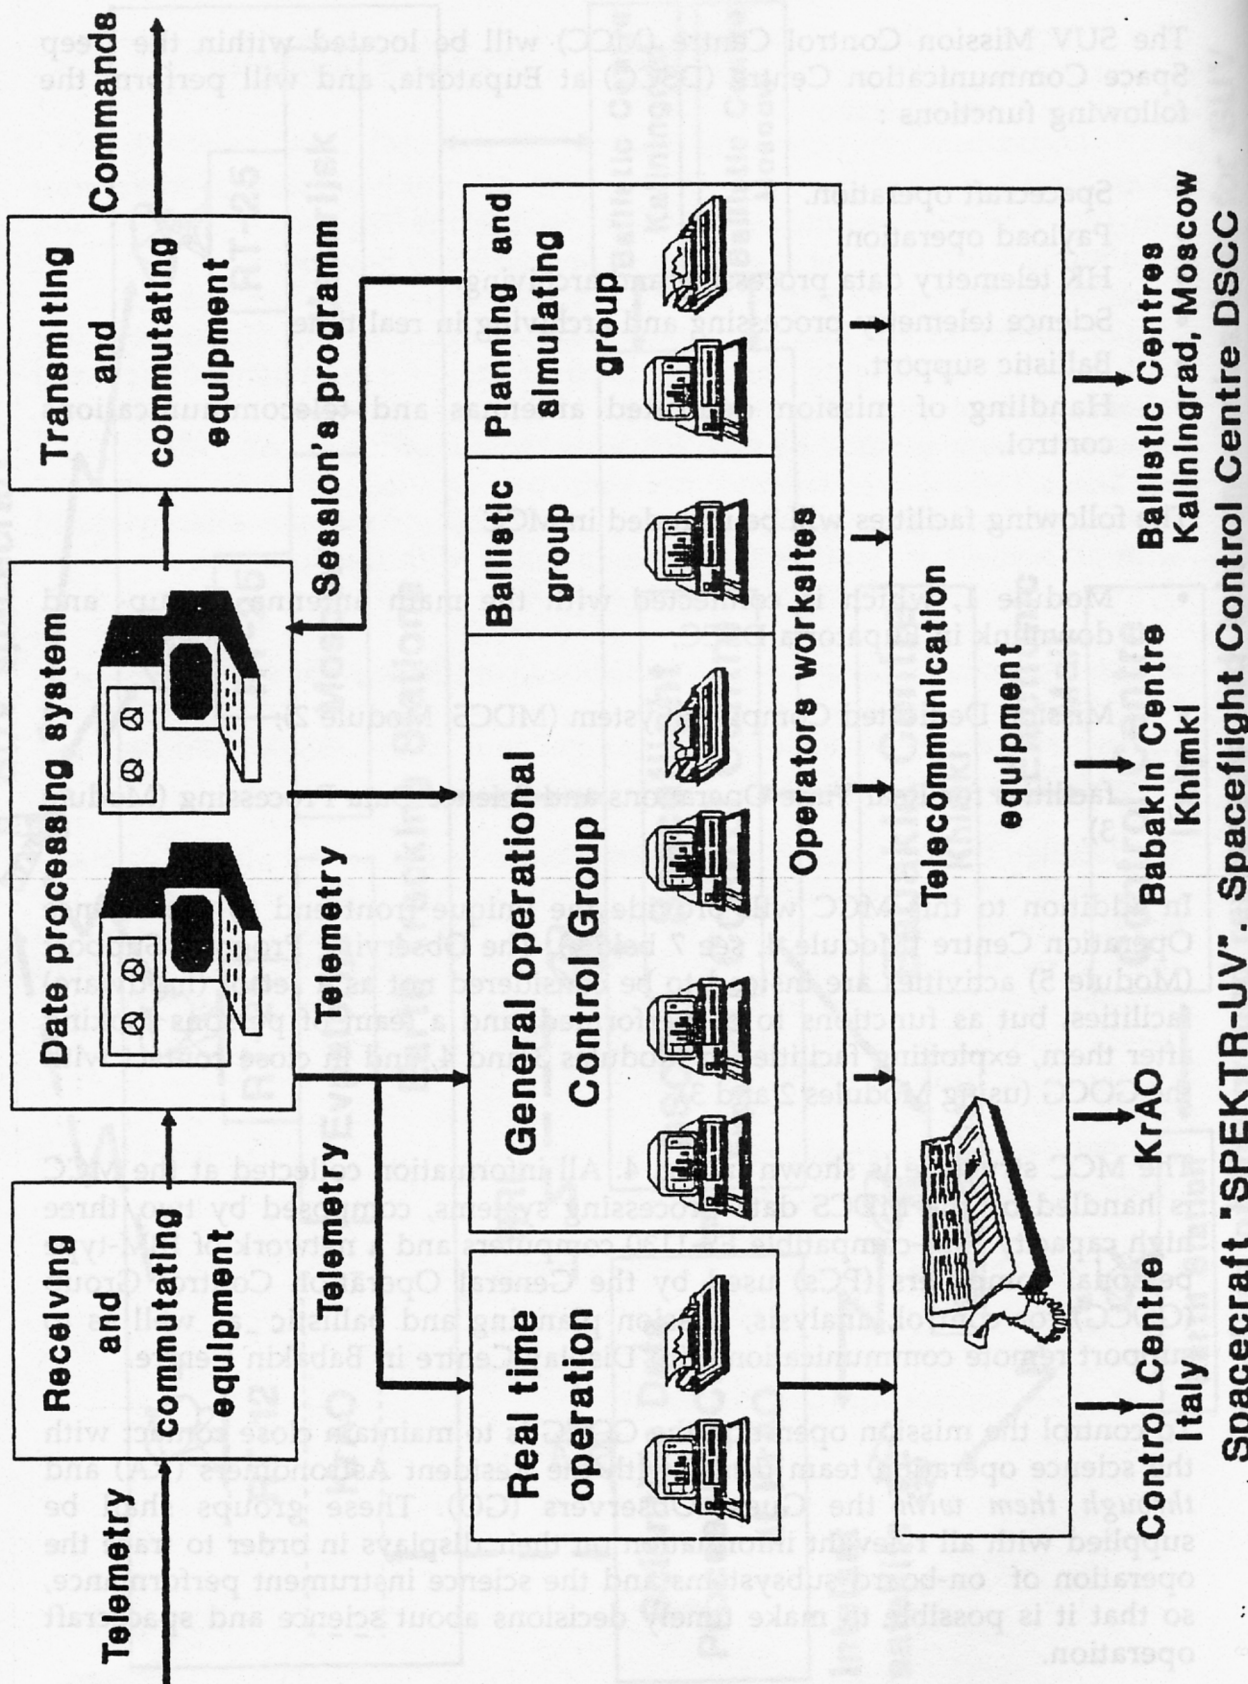 Telemetry
Receiving
and
commutating
equipment
Date processing system
Transmiting
and
commutating
equipment
Commands
Telemetry
Telemetry
Session's programm
Real time
operation
General operational
Control Group
Ballistic
group
Planning and
simutating
group
Operators worksites
Telecommunication
equipment
Control Centre
Italy
KrAO
Babakin Centre
Khimki
Ballistic Centres
Kaliningrad, Moscow
Spacecraft "SPEKTR-UV". Spaceflight Control Centre DSCC